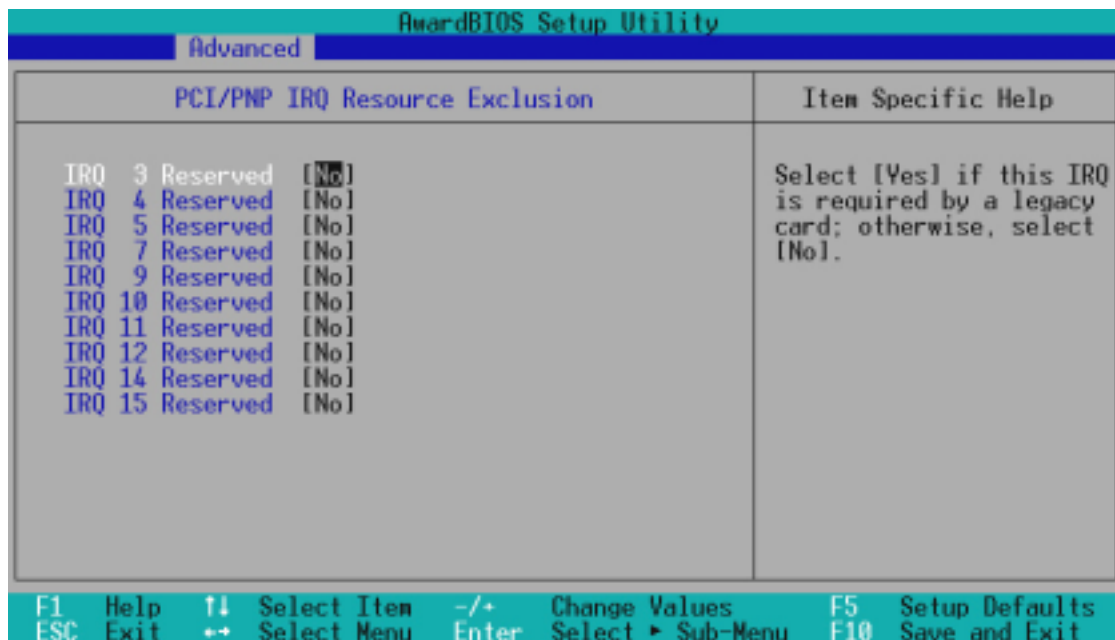 AwardBIOS Setup Utility
Advanced
PCI/PNP IRQ Resource Exclusion
Item Specific Help
IRQ 3 Reserved [No]
IRQ 4 Reserved [No]
IRQ 5 Reserved [No]
IRQ 7 Reserved [No]
IRQ 9 Reserved [No]
IRQ 10 Reserved [No]
IRQ 11 Reserved [No]
IRQ 12 Reserved [No]
IRQ 14 Reserved [No]
IRQ 15 Reserved [No]
Select [Yes] if this IRQ
is required by a legacy
card; otherwise, select
[No].
F1 Help ↑↓ Select Item -/+ Change Values F5 Setup Defaults
ESC Exit ←→ Select Menu Enter Select ► Sub-Menu F10 Save and Exit